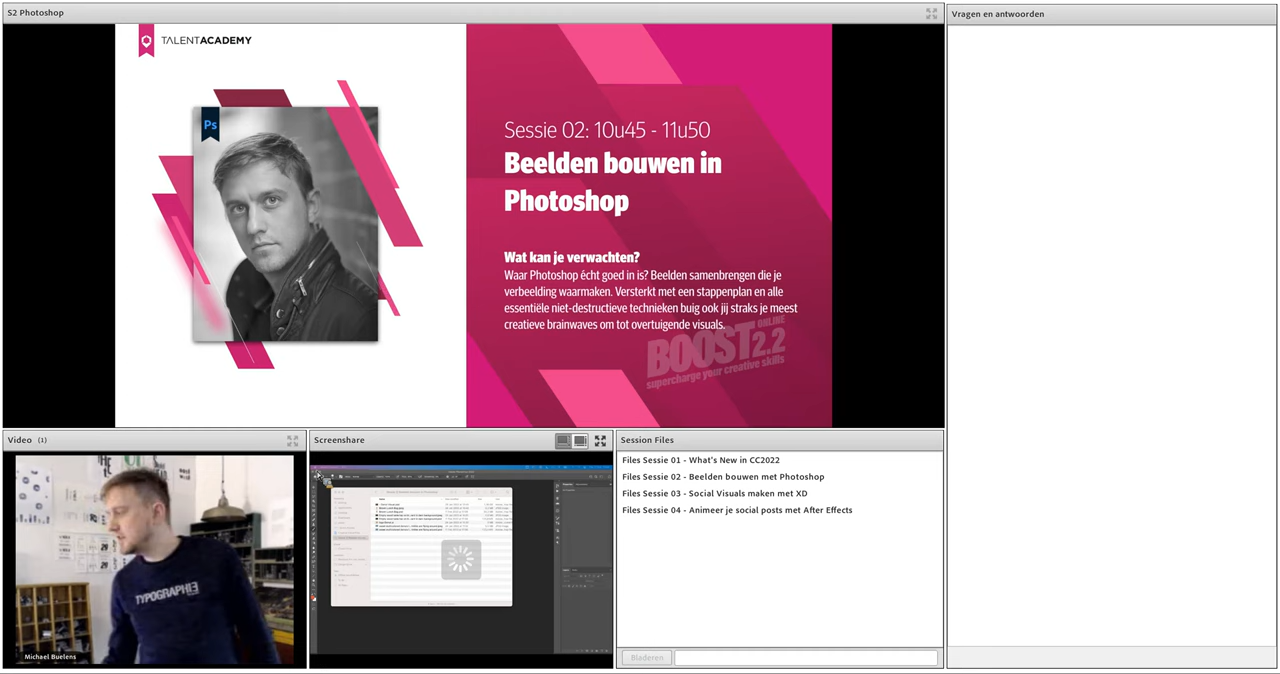 S2 Photoshop
TALENTACADEMY
Ps
Sessie 02: 10u45 - 11u50
Beelden bouwen in
Photoshop
Wat kan je verwachten?
Waar Photoshop écht goed in is? Beelden samenbrengen die je
verbeelding waarmaken. Versterkt met een stappenplan en alle
essentiële niet-destructieve technieken buig ook jij straks je meest
creatieve brainwaves om tot overtuigende visuals.
BOOST ONLINE 2.2
supercharge your creative skills
Vragen en antwoorden
Video (1)
TYPOGRAPHIE
Michael Buelens
Screenshare
Session Files
Files Sessie 01 - What's New in CC2022
Files Sessie 02 - Beelden bouwen met Photoshop
Files Sessie 03 - Social Visuals maken met XD
Files Sessie 04 - Animeer je social posts met After Effects
Bladeren